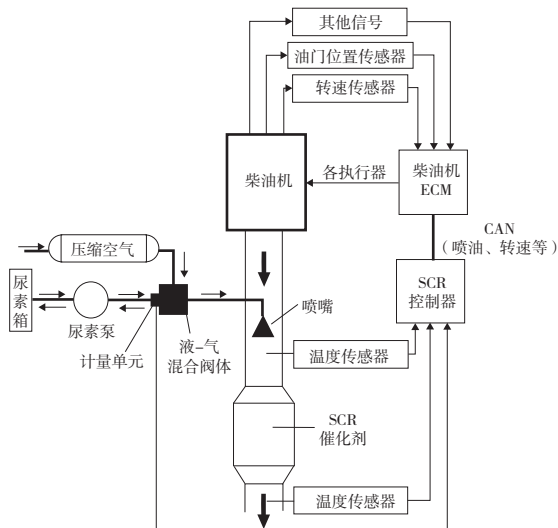 其他信号
油门位置传感器
转速传感器
柴油机
各执行器
柴油机
ECM
CAN
（喷油、转速等）
压缩空气
尿素箱
尿素泵
计量单元
液-气
混合阀体
喷嘴
SCR
控制器
温度传感器
SCR
催化剂
温度传感器